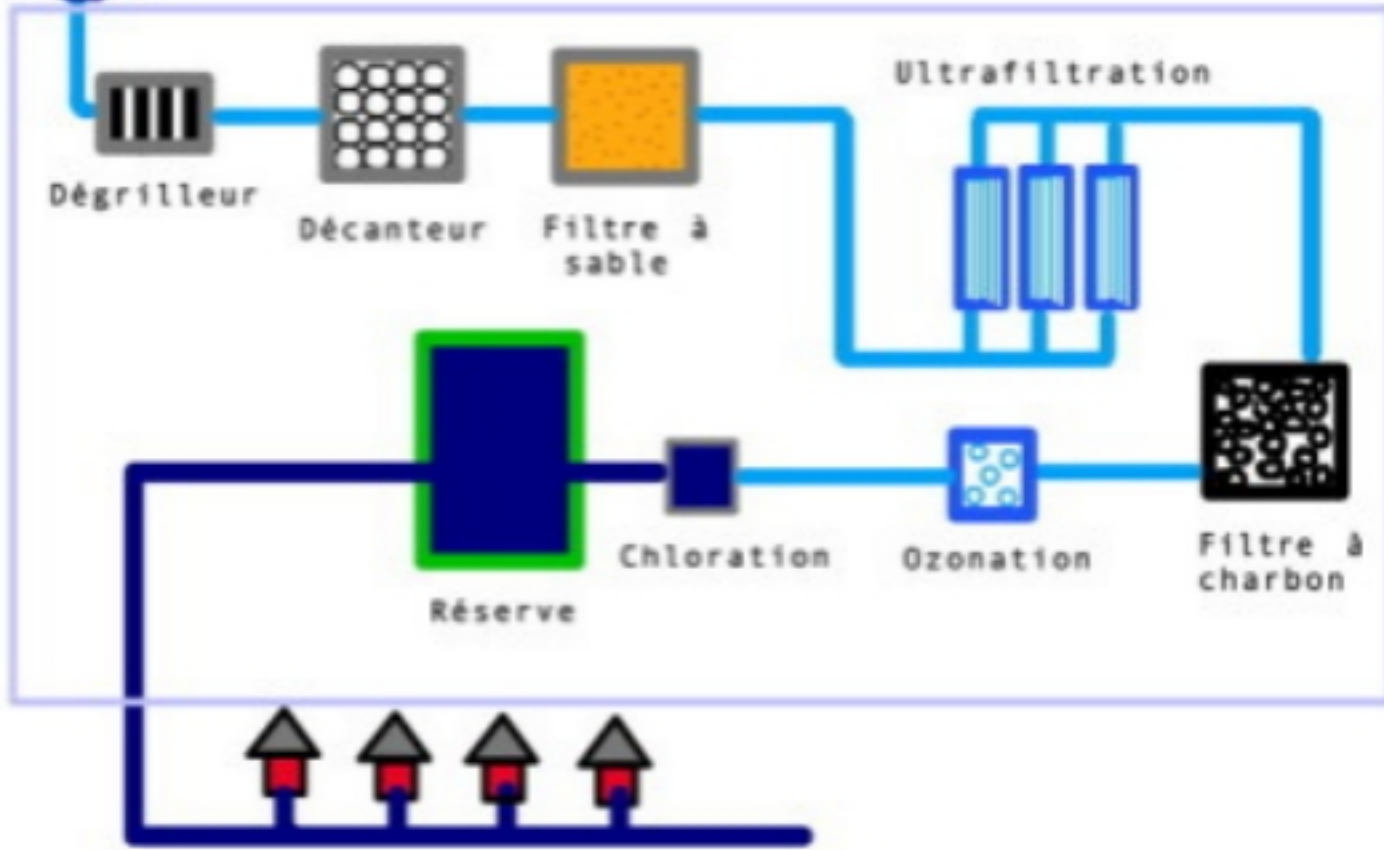 Ultrafiltration
Dégrilleur
Décanteur
Filtre à
sable
Chloration
Ozonation
Filtre à
charbon
Réserve